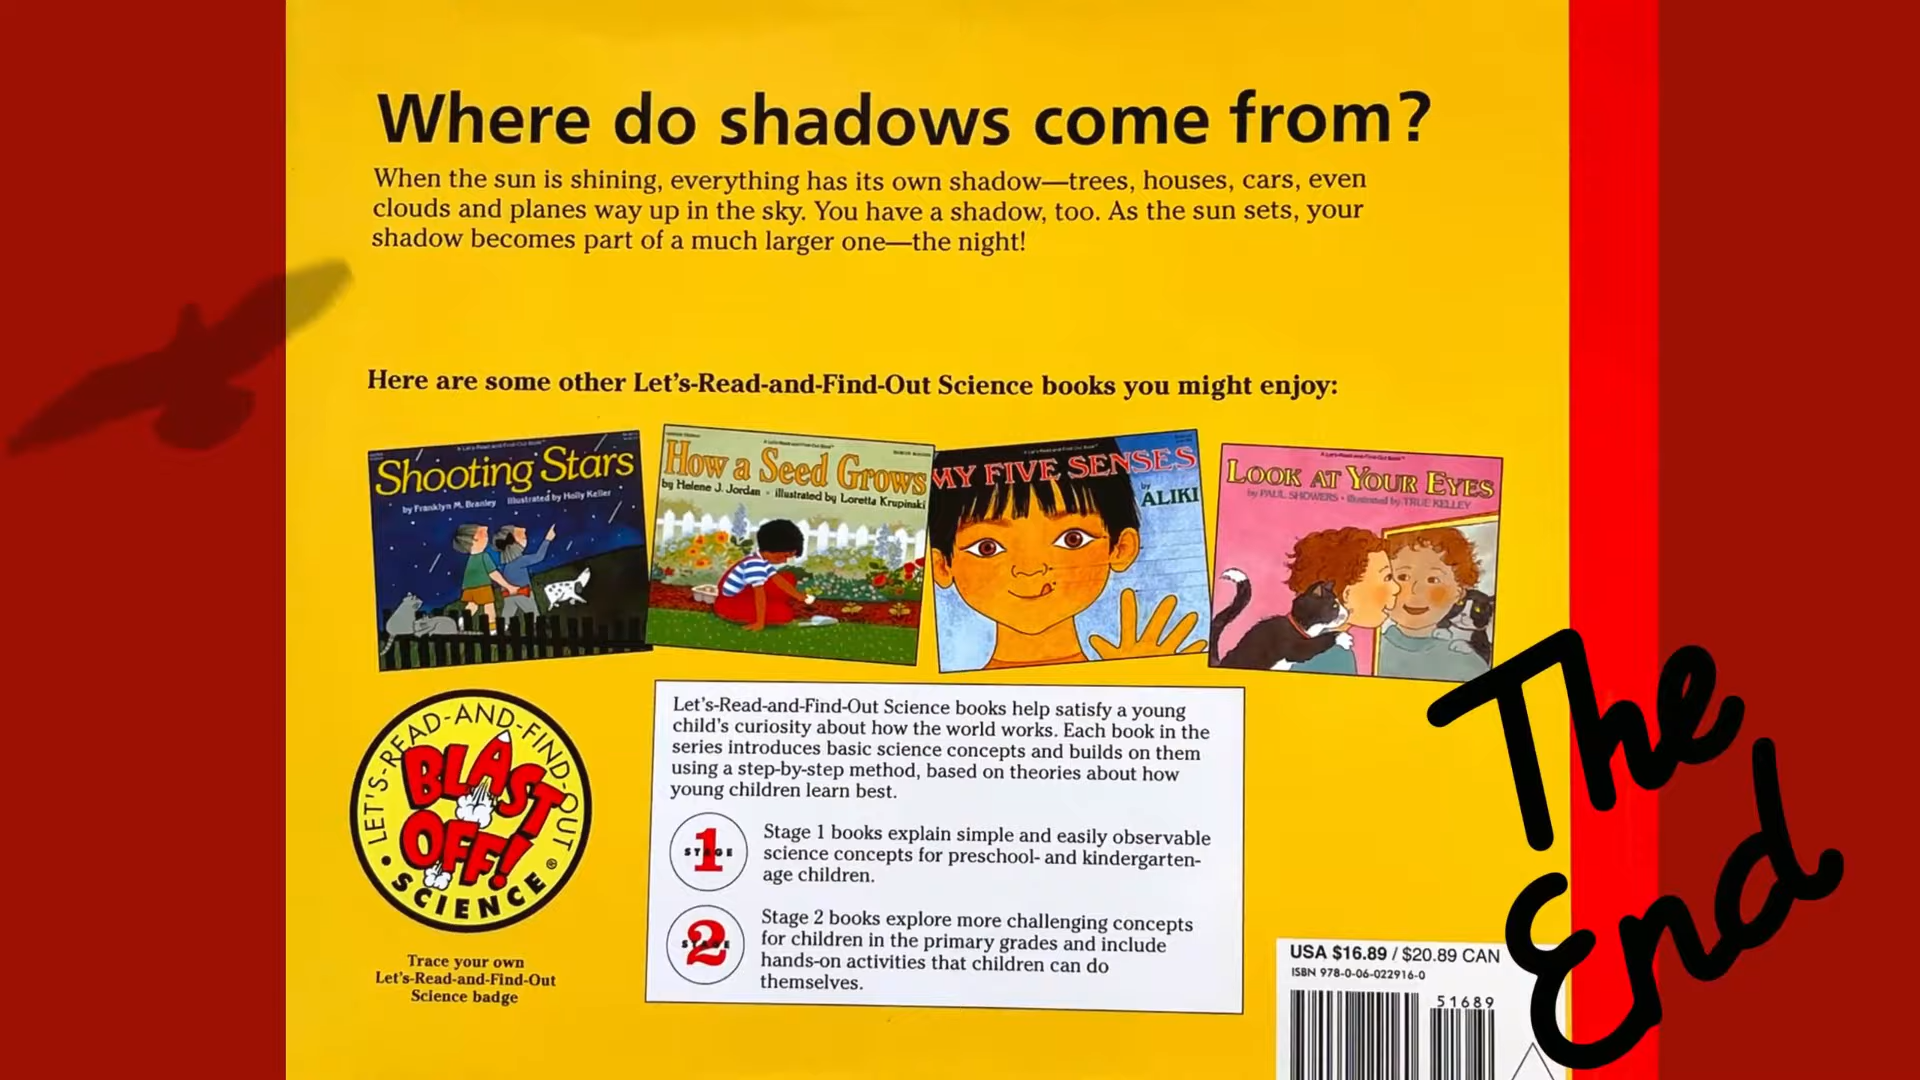 Where do shadows come from?
When the sun is shining, everything has its own shadow—trees, houses, cars, even
clouds and planes way up in the sky. You have a shadow, too. As the sun sets, your
shadow becomes part of a much larger one—the night!
Here are some other Let's-Read-and-Find-Out Science books you might enjoy:
Shooting Stars
by Franklyn M. Branley Illustrated by Holly Keller
How a Seed Grows
by Helene J. Jordan • illustrated by Loretta Krupinski
MY FIVE SENSES
by
ALIKI
LOOK AT YOUR EYES
by PAUL SHOWERS • illustrated by TRUE KELLEY
LET'S-READ-AND-FIND-OUT
BLAST
OFF!
• SCIENCE ®
Trace your own
Let's-Read-and-Find-Out
Science badge
Let's-Read-and-Find-Out Science books help satisfy a young
child's curiosity about how the world works. Each book in the
series introduces basic science concepts and builds on them
using a step-by-step method, based on theories about how
young children learn best.
1
STAGE
Stage 1 books explain simple and easily observable
science concepts for preschool- and kindergarten-
age children.
2
STAGE
Stage 2 books explore more challenging concepts
for children in the primary grades and include
hands-on activities that children can do
themselves.
USA $16.89 / $20.89 CAN
ISBN 978-0-06-022916-0
51689
The
End